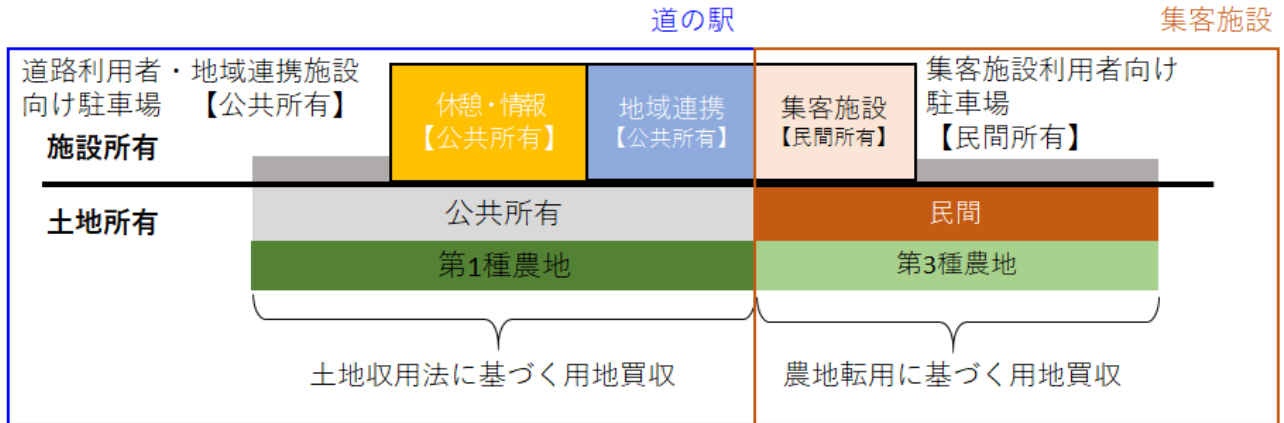 道の駅
集客施設
道路利用者・地域連携施設
向け駐車場 【公共所有】
休憩・情報
【公共所有】
地域連携
【公共所有】
集客施設
【民間所有】
集客施設利用者向け
駐車場
【民間所有】
施設所有
土地所有
公共所有
民間
第1種農地
第3種農地
土地収用法に基づく用地買収
農地転用に基づく用地買収